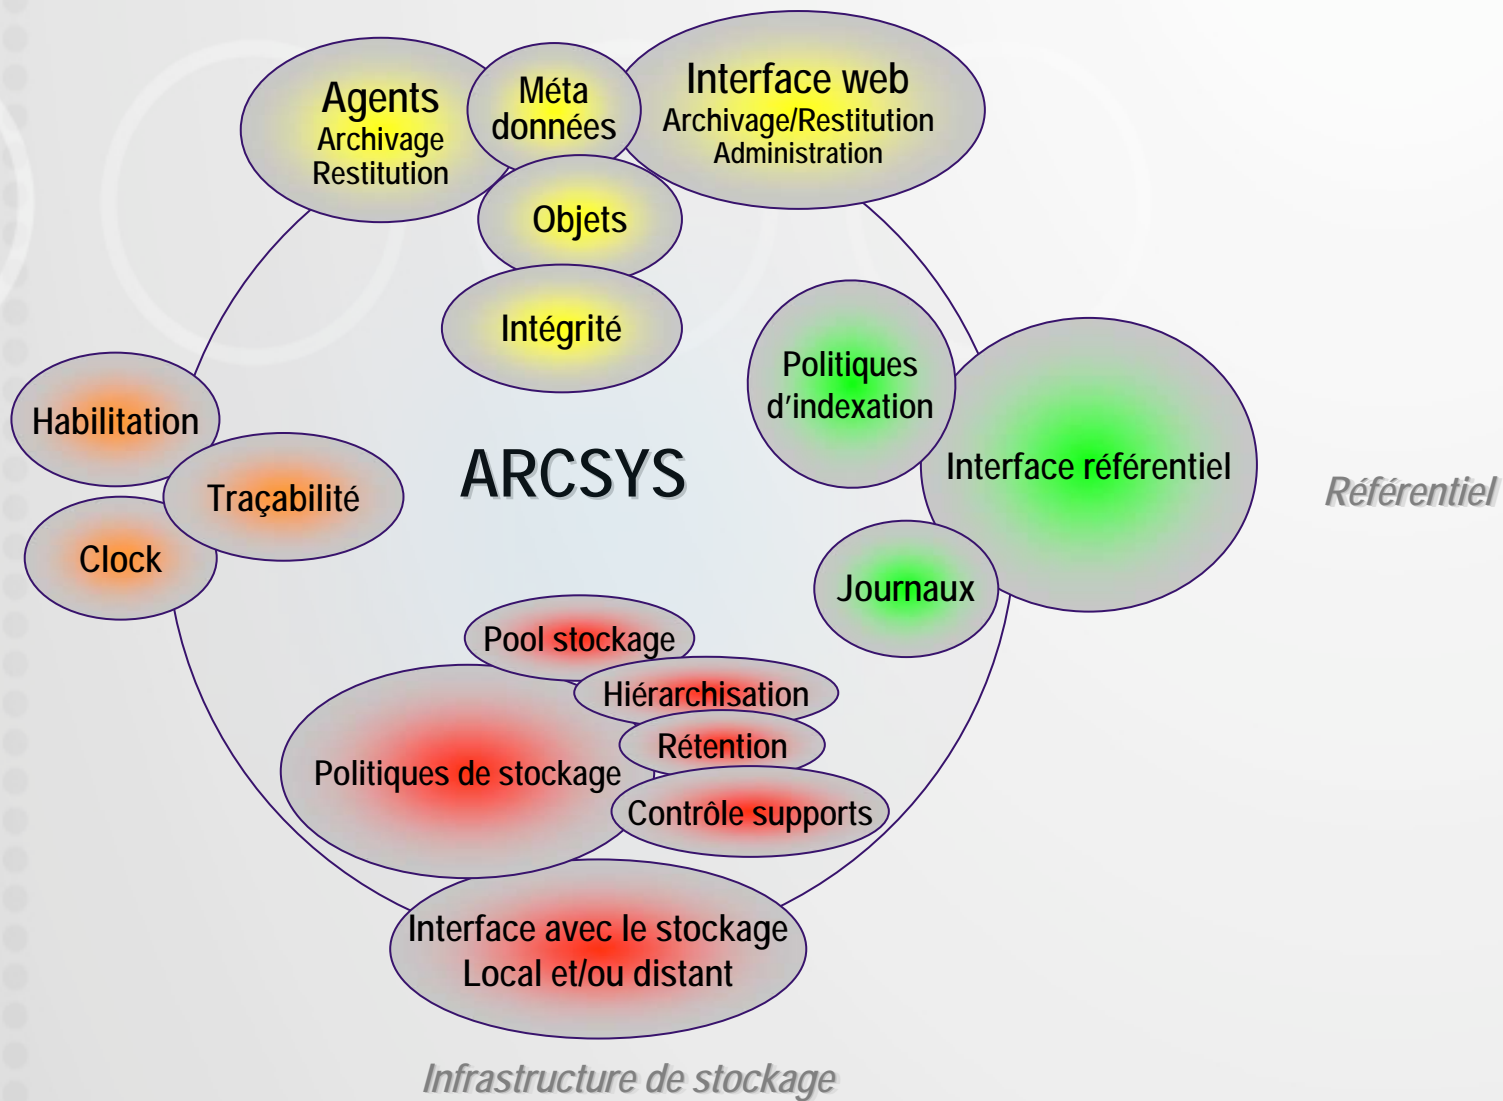 Agents
Archivage
Restitution
Méta
données
Interface web
Archivage/Restitution
Administration
Objets
Intégrité
Habilitation
Traçabilité
Clock
ARCSYS
Politiques
d'indexation
Interface référentiel
Journaux
Référentiel
Pool stockage
Hiérarchisation
Rétention
Politiques de stockage
Contrôle supports
Interface avec le stockage
Local et/ou distant
Infrastructure de stockage